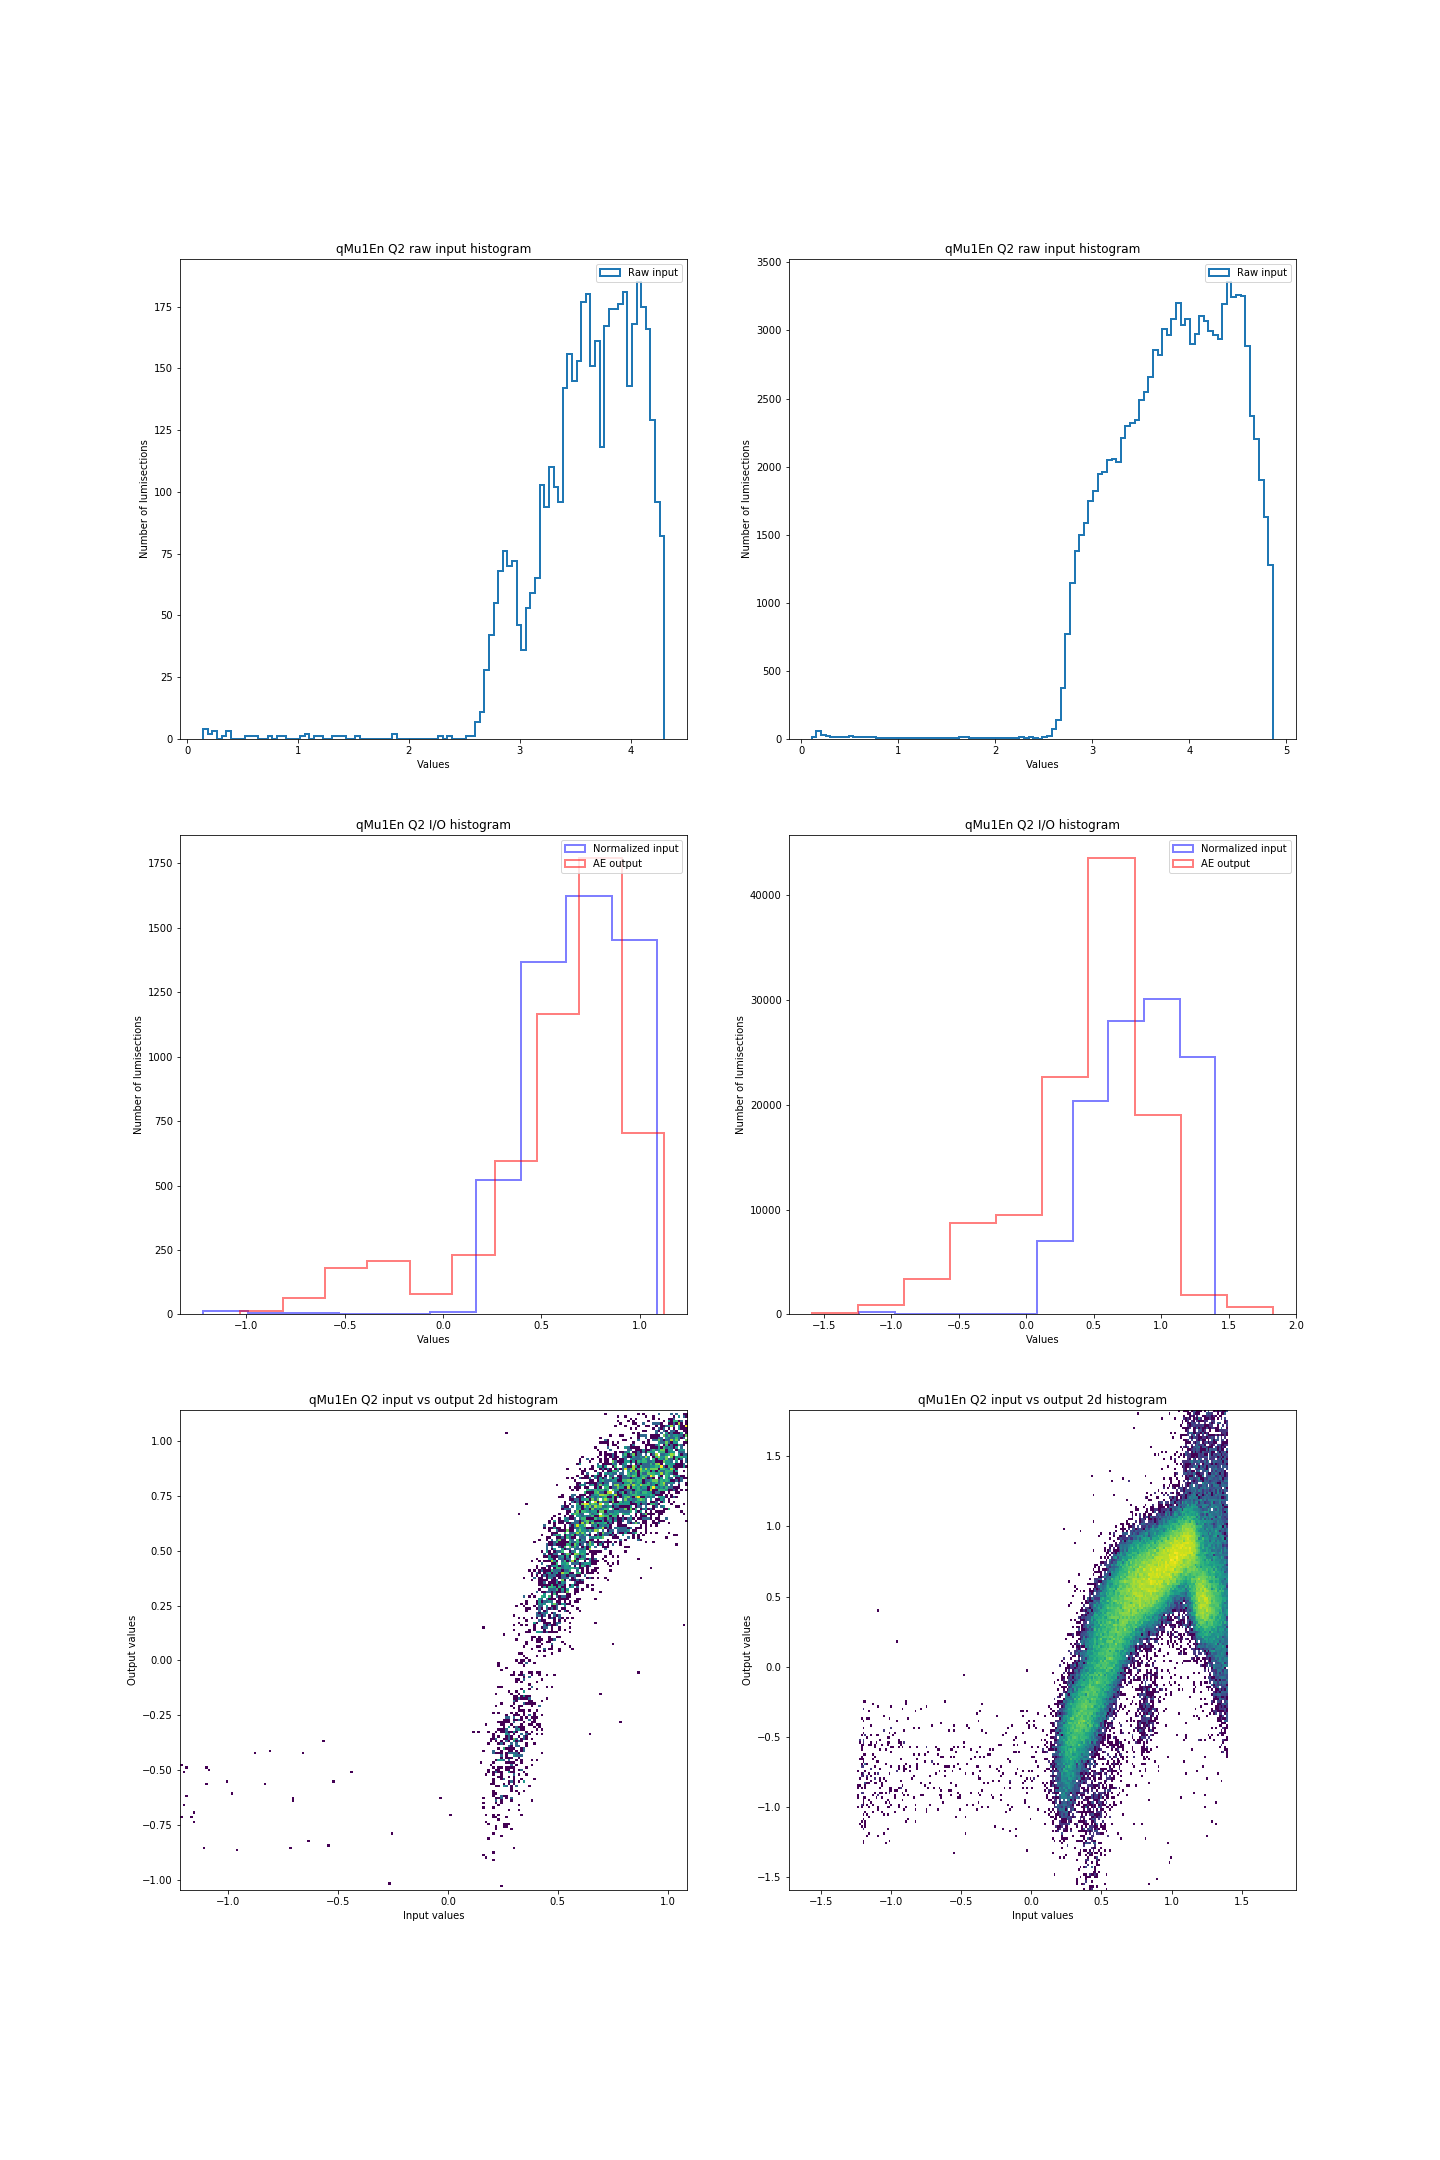 qMu1En Q2 raw input histogram
Raw input
175
150
125
100
75
50
25
0
Number of lumisections
0 1 2 3 4
Values
qMu1En Q2 raw input histogram
Raw input
3500
3000
2500
2000
1500
1000
500
0
Number of lumisections
0 1 2 3 4 5
Values
qMu1En Q2 I/O histogram
Normalized input
AE output
1750
1500
1250
1000
750
500
250
0
Number of lumisections
−1.0 −0.5 0.0 0.5 1.0
Values
qMu1En Q2 I/O histogram
Normalized input
AE output
40000
30000
20000
10000
0
Number of lumisections
−1.5 −1.0 −0.5 0.0 0.5 1.0 1.5 2.0
Values
qMu1En Q2 input vs output 2d histogram
1.00
0.75
0.50
0.25
0.00
−0.25
−0.50
−0.75
−1.00
Output values
−1.0 −0.5 0.0 0.5 1.0
Input values
qMu1En Q2 input vs output 2d histogram
1.5
1.0
0.5
0.0
−0.5
−1.0
−1.5
Output values
−1.5 −1.0 −0.5 0.0 0.5 1.0 1.5
Input values